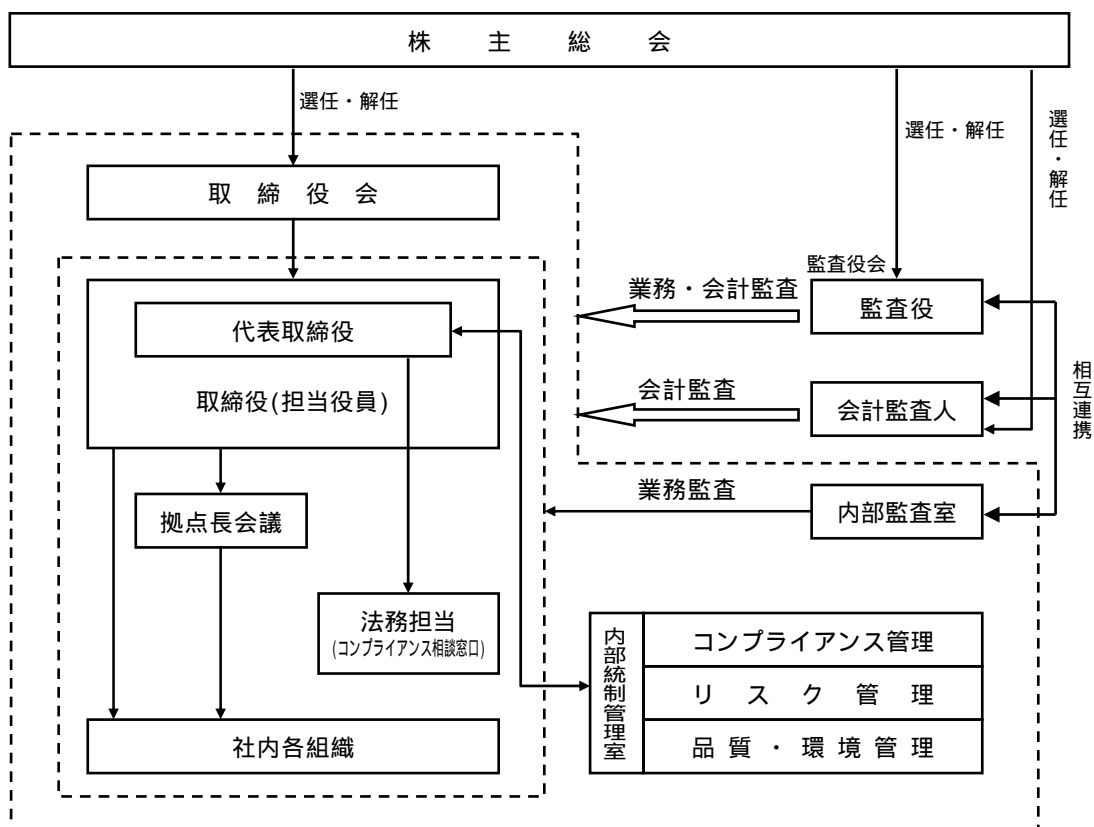 株主総会
選任・解任
選任・解任
選任・解任
取締役会
監査役会
監査役
業務・会計監査
代表取締役
取締役(担当役員)
会計監査
会計監査人
相互連携
業務監査
内部監査室
拠点長会議
法務担当
(コンプライアンス相談窓口)
内部統制管理室
コンプライアンス管理
リスク管理
品質・環境管理
社内各組織